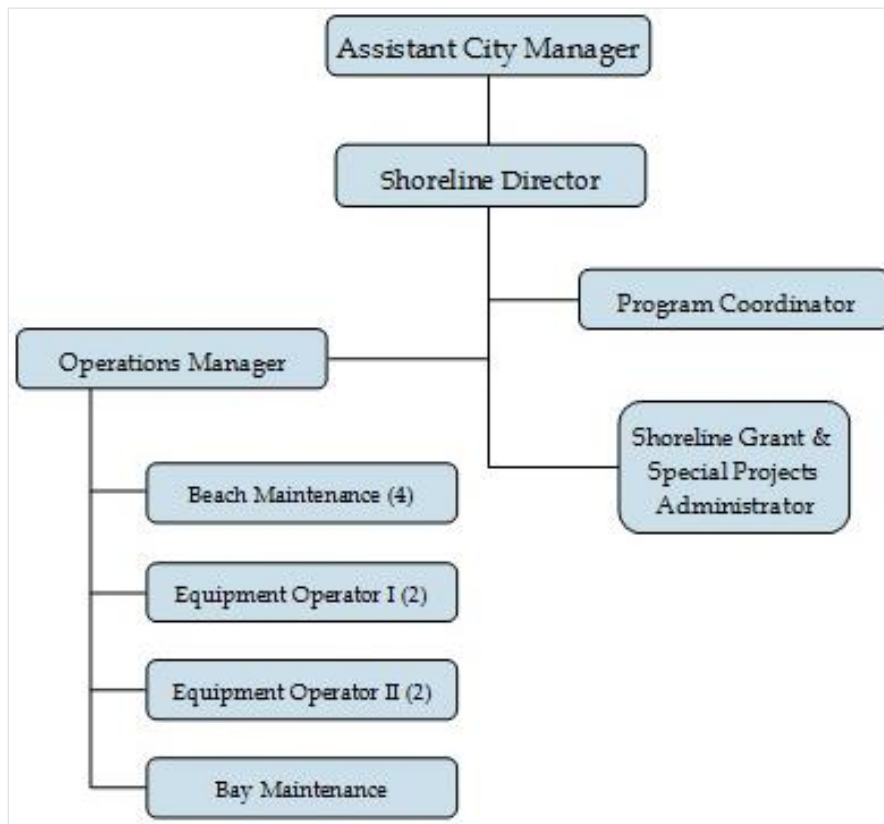 Assistant City Manager
Shoreline Director
Program Coordinator
Operations Manager
Shoreline Grant &
Special Projects
Administrator
Beach Maintenance (4)
Equipment Operator I (2)
Equipment Operator II (2)
Bay Maintenance